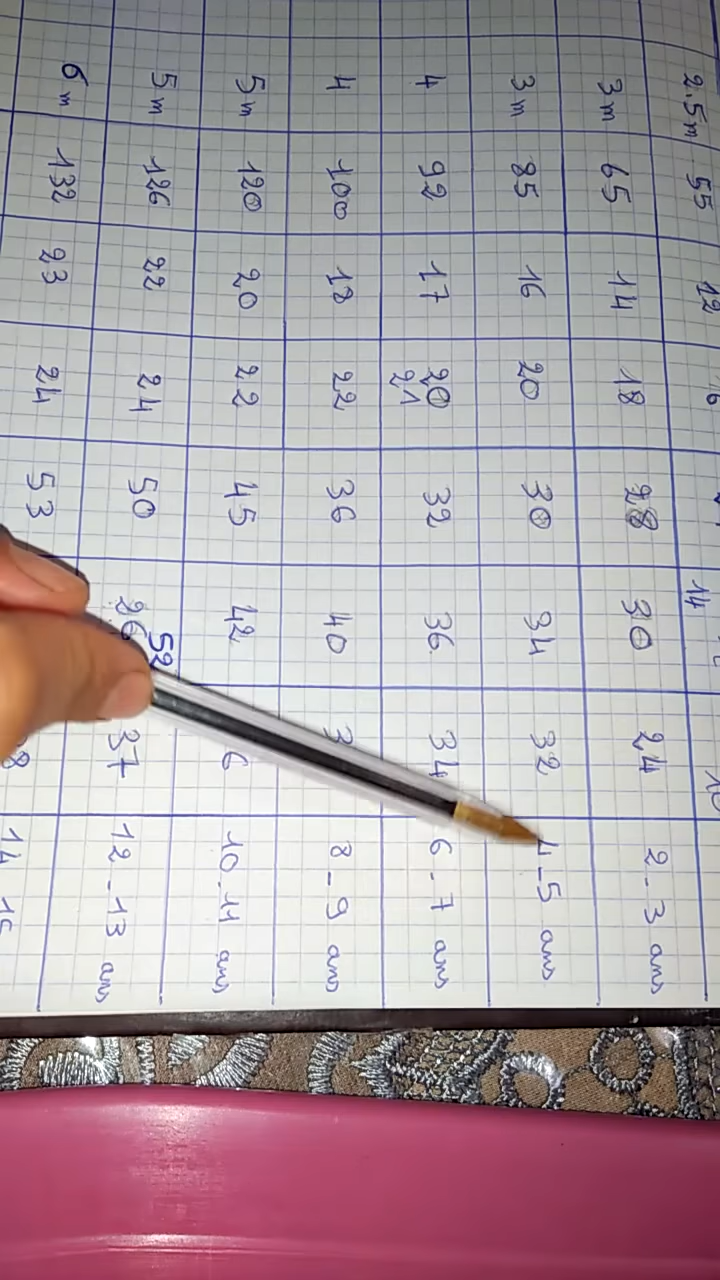 2.5m 55 12 14
3m 65 14 18 28 30 24 2-3 ans
3m 85 16 20 30 34 32 4-5 ans
4 92 17 20 21 32 36 34 6-7 ans
4 100 18 22 36 40 8-9 ans
5m 120 20 22 45 42 10-11 ans
5m 126 22 24 50 52 26 37 12-13 ans
6m 132 23 24 53